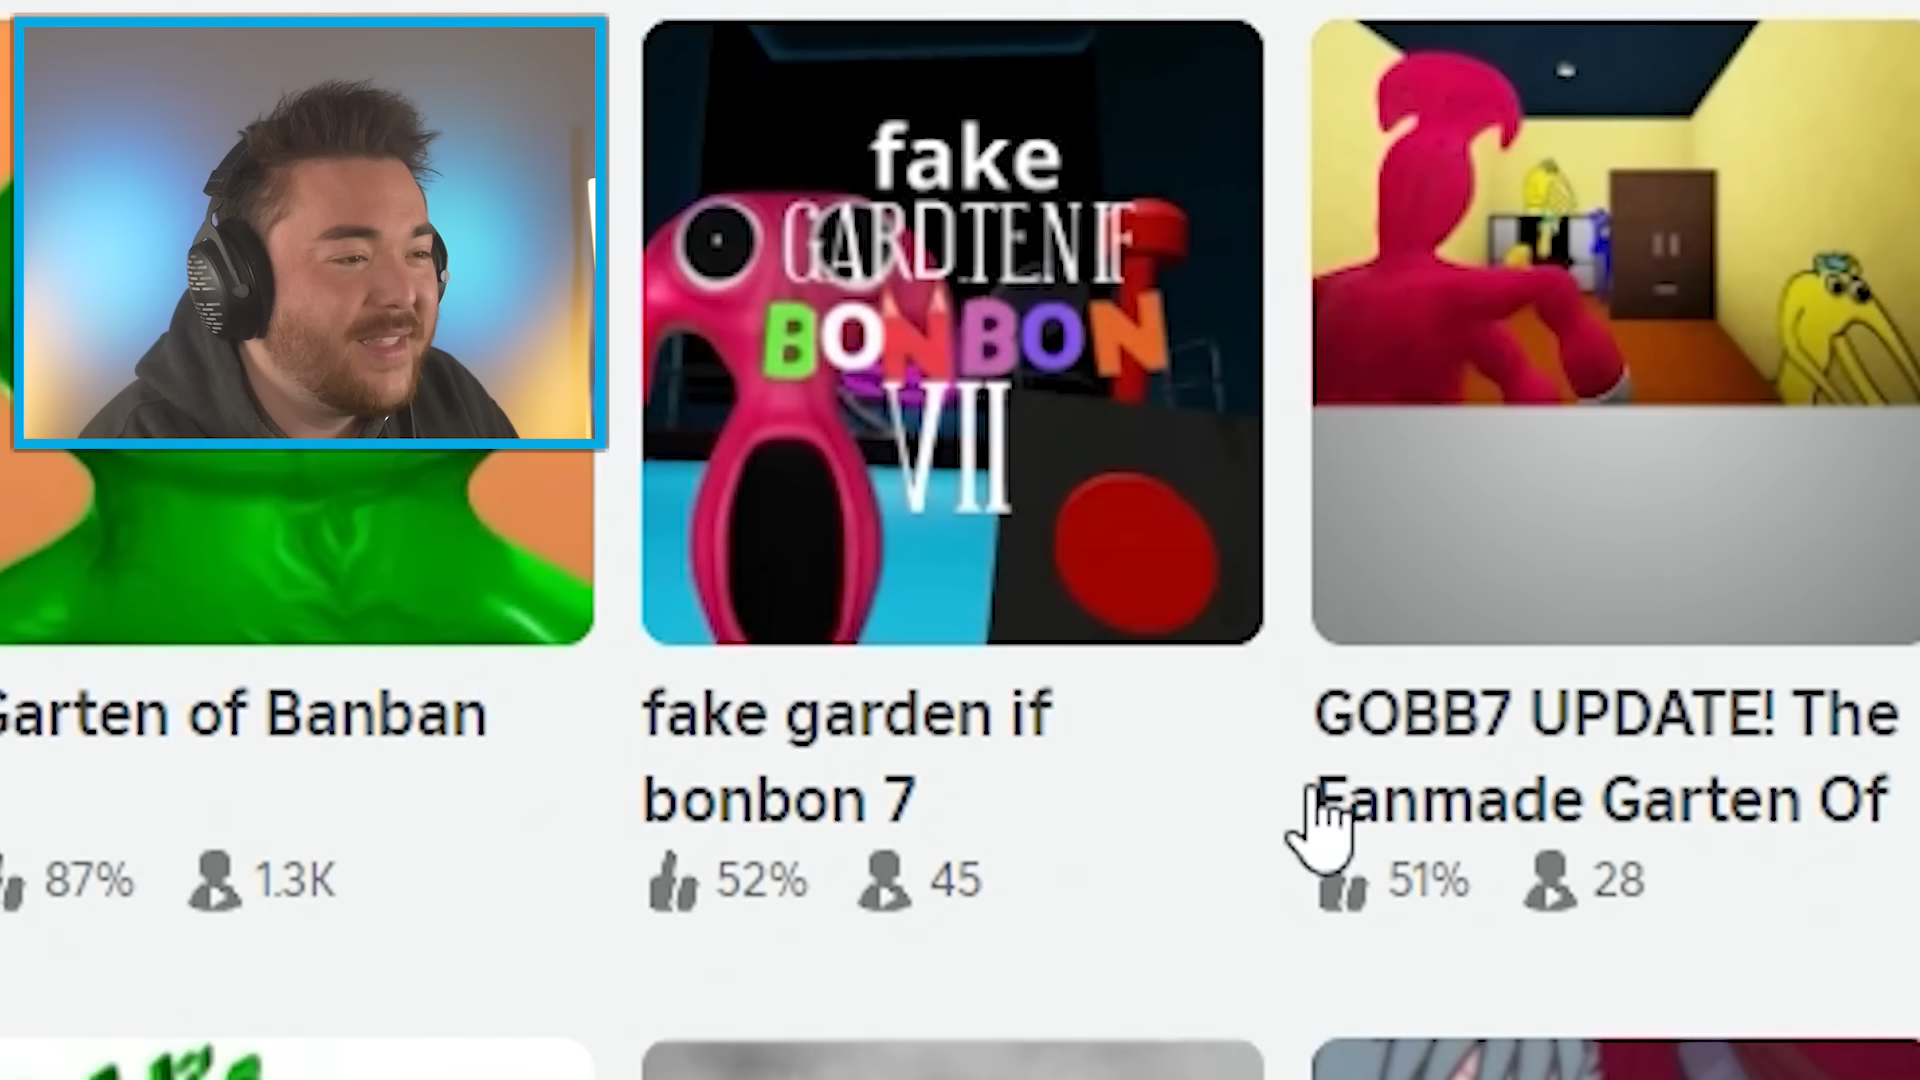 fake
GARDTEN IF
BONBON
VII
Garten of Banban
87% 1.3K
fake garden if
bonbon 7
52% 45
GOBB7 UPDATE! The
Fanmade Garten Of
51% 28